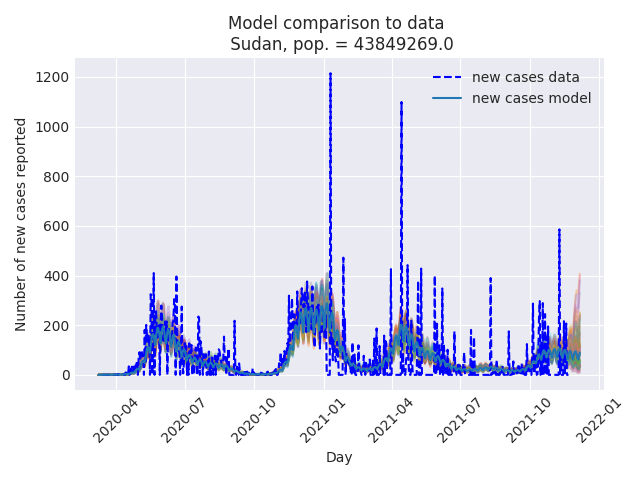 Model comparison to data
Sudan, pop. = 43849269.0
new cases data
new cases model
Number of new cases reported
1200
1000
800
600
400
200
0
2020-04
2020-07
2020-10
2021-01
2021-04
2021-07
2021-10
2022-01
Day